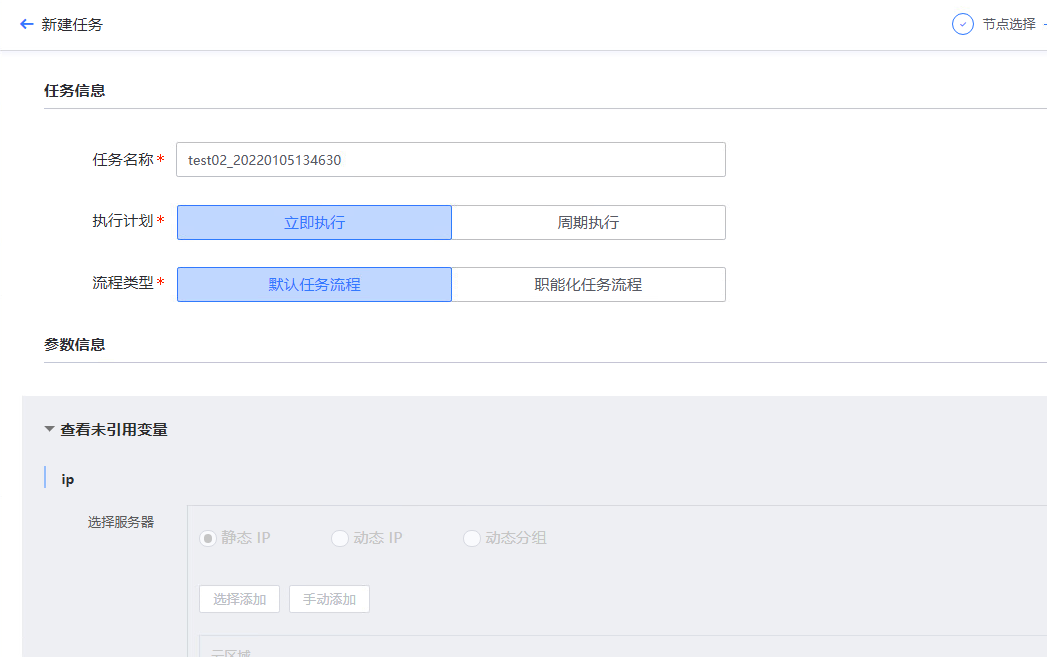 新建任务
节点选择
任务信息
任务名称*
test02_20220105134630
执行计划*
立即执行
周期执行
流程类型*
默认任务流程
职能化任务流程
参数信息
查看未引用变量
ip
选择服务器
静态 IP
动态 IP
动态分组
选择添加
手动添加
云区域